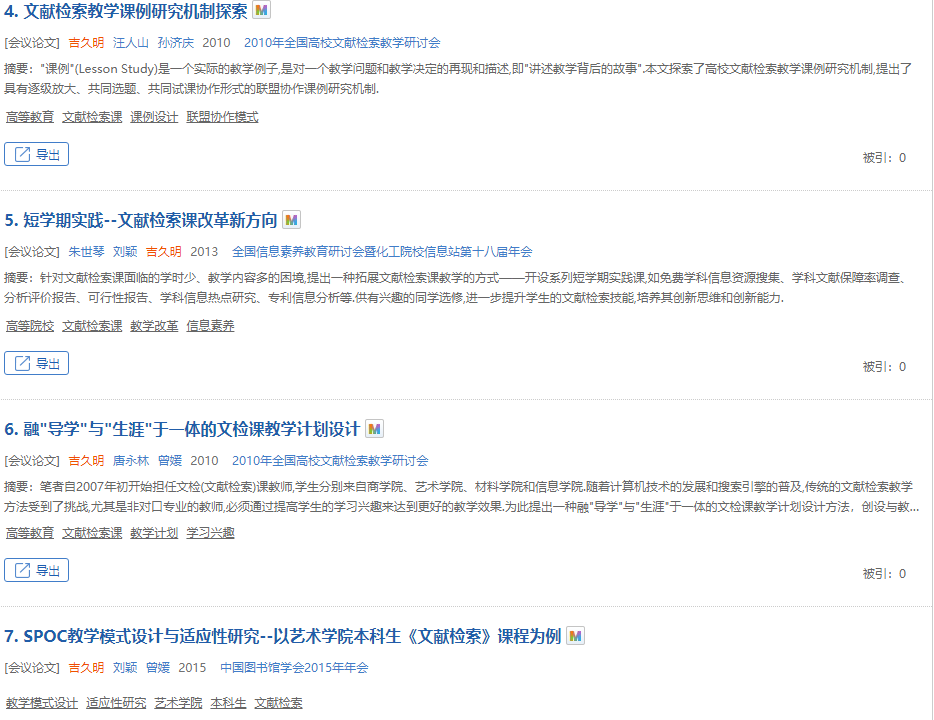 4. 文献检索教学课例研究机制探索 M
[会议论文] 吉久明 汪人山 孙济庆 2010 2010年全国高校文献检索教学研讨会
摘要："课例"(Lesson Study)是一个实际的教学例子,是对一个教学问题和教学决定的再现和描述,即"讲述教学背后的故事".本文探索了高校文献检索教学课例研究机制,提出了
具有逐级放大、共同选题、共同试课协作形式的联盟协作课例研究机制.
高等教育 文献检索课 课例设计 联盟协作模式
导出 被引：0
5. 短学期实践--文献检索课改革新方向 M
[会议论文] 朱世琴 刘颖 吉久明 2013 全国信息素养教育研讨会暨化工院校信息站第十八届年会
摘要：针对文献检索课面临的学时少、教学内容多的困境,提出一种拓展文献检索课教学的方式——开设系列短学期实践课,如免费学科信息资源搜集、学科文献保障率调查、
分析评价报告、可行性报告、学科信息热点研究、专利信息分析等.供有兴趣的同学选修,进一步提升学生的文献检索技能,培养其创新思维和创新能力.
高等院校 文献检索课 教学改革 信息素养
导出 被引：0
6. 融"导学"与"生涯"于一体的文检课教学计划设计 M
[会议论文] 吉久明 唐永林 曾媛 2010 2010年全国高校文献检索教学研讨会
摘要：笔者自2007年初开始担任文检(文献检索)课教师,学生分别来自商学院、艺术学院、材料学院和信息学院.随着计算机技术的发展和搜索引擎的普及,传统的文献检索教学
方法受到了挑战,尤其是非对口专业的教师,必须通过提高学生的学习兴趣来达到更好的教学效果.为此提出一种融"导学"与"生涯"于一体的文检课教学计划设计方法，创设与教...
高等教育 文献检索课 教学计划 学习兴趣
导出 被引：0
7. SPOC教学模式设计与适应性研究--以艺术学院本科生《文献检索》课程为例 M
[会议论文] 吉久明 刘颖 曾媛 2015 中国图书馆学会2015年年会
教学模式设计 适应性研究 艺术学院 本科生 文献检索